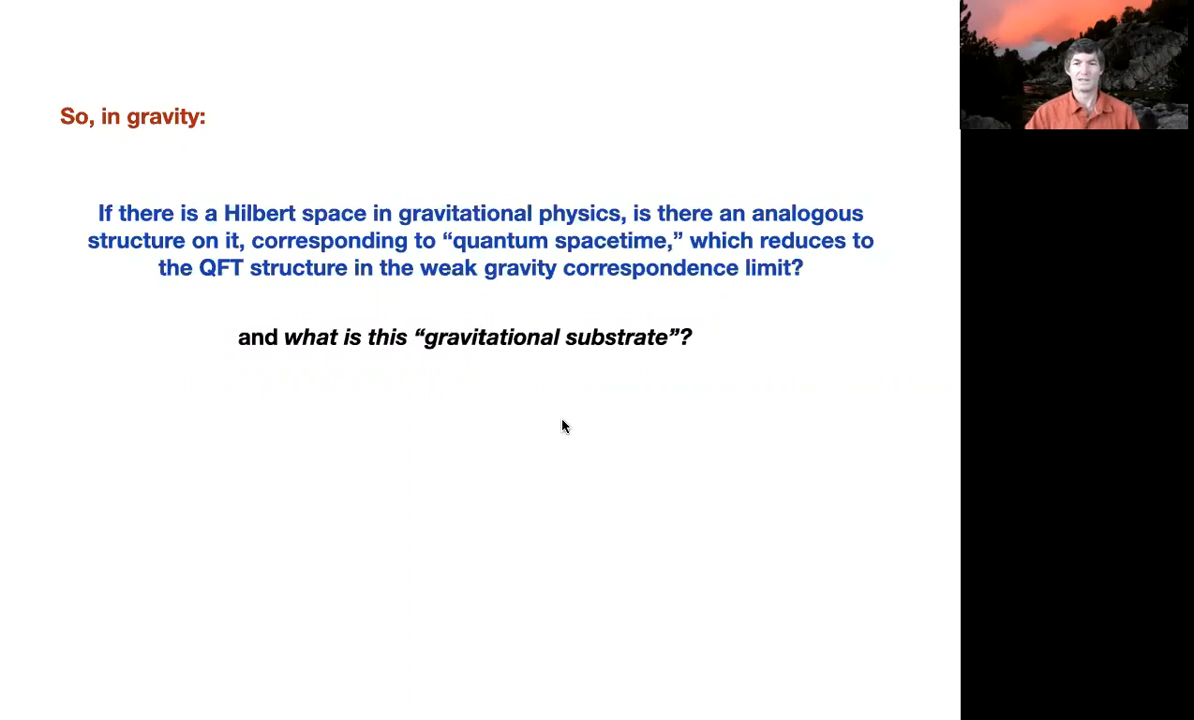 So, in gravity:
If there is a Hilbert space in gravitational physics, is there an analogous
structure on it, corresponding to “quantum spacetime,” which reduces to
the QFT structure in the weak gravity correspondence limit?
and what is this “gravitational substrate”?